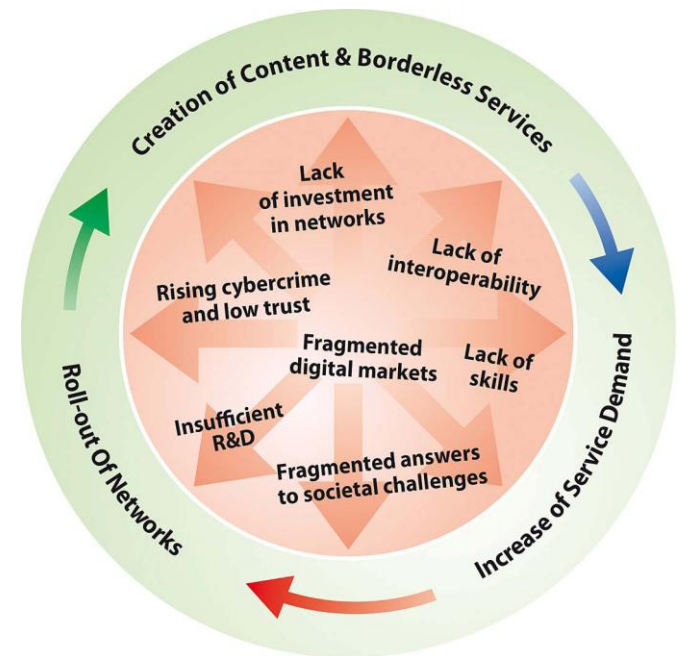 Creation of Content & Borderless Services
Lack
of investment
in networks
Lack of
interoperability
Rising cybercrime
and low trust
Fragmented
digital markets
Lack of
skills
Insufficient
R&D
Fragmented answers
to societal challenges
Roll-out Of Networks
Increase of Service Demand